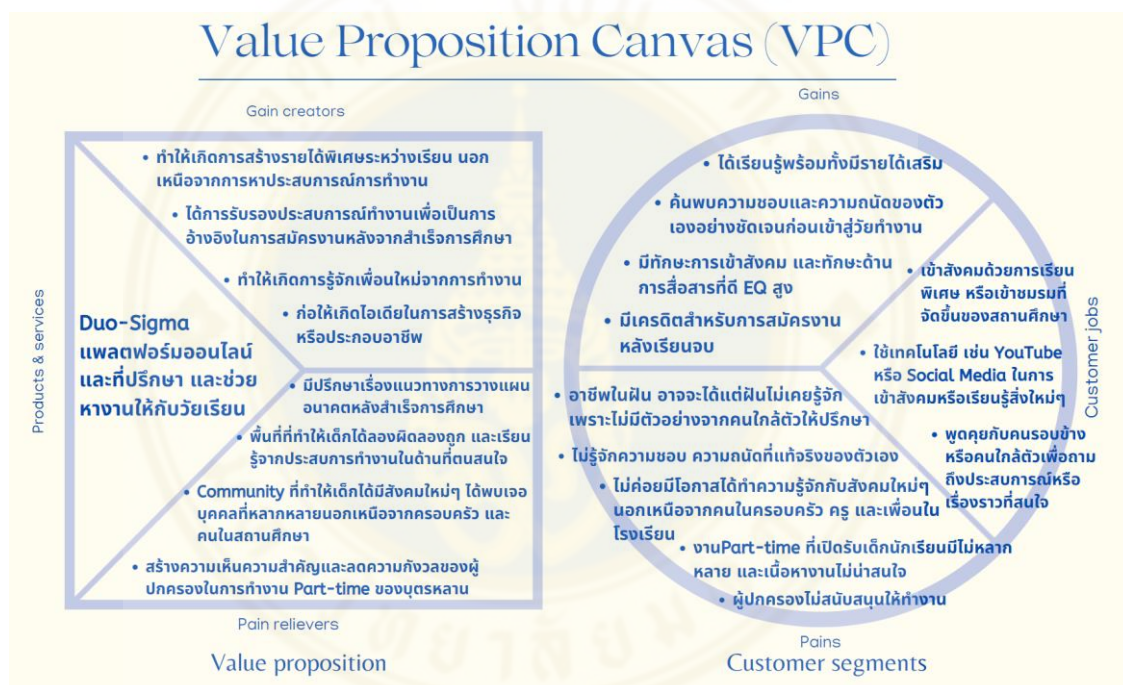 Value Proposition Canvas (VPC)
Gain creators
• ทำให้เกิดการสร้างรายได้พิเศษระหว่างเรียน นอก
เหนือจากการหาประสบการณ์การทำงาน
• ได้การรับรองประสบการณ์ทำงานเพื่อเป็นการ
อ้างอิงในการสมัครงานหลังจากสำเร็จการศึกษา
• ทำให้เกิดการรู้จักเพื่อนใหม่จากการทำงาน
• ก่อให้เกิดไอเดียในการสร้างธุรกิจ
หรือประกอบอาชีพ
Products & services
Duo-Sigma
แพลตฟอร์มออนไลน์
และที่ปรึกษา และช่วย
หางานให้กับวัยเรียน
• มีปรึกษาเรื่องแนวทางการวางแผน
อนาคตหลังสำเร็จการศึกษา
• พื้นที่ที่ทำให้เด็กได้ลองผิดลองถูก และเรียน
รู้จากประสบการทำงานในด้านที่ตนสนใจ
• Community ที่ทำให้เด็กได้มีสังคมใหม่ๆ ได้พบเจอ
บุคคลที่หลากหลายนอกเหนือจากครอบครัว และ
คนในสถานศึกษา
• สร้างความเห็นความสำคัญและลดความกังวลของผู้
ปกครองในการทำงาน Part-time ของบุตรหลาน
Pain relievers
Value proposition
Gains
• ได้เรียนรู้พร้อมทั้งมีรายได้เสริม
• ค้นพบความชอบและความถนัดของตัว
เองอย่างชัดเจนก่อนเข้าสู่วัยทำงาน
• มีทักษะการเข้าสังคม และทักษะด้าน
การสื่อสารที่ดี EQ สูง
• มีเครดิตสำหรับการสมัครงาน
หลังเรียนจบ
• เข้าสังคมด้วยการเรียน
พิเศษ หรือเข้าชมรมที่
จัดขึ้นของสถานศึกษา
• ใช้เทคโนโลยี เช่น YouTube
หรือ Social Media ในการ
เข้าสังคมหรือเรียนรู้สิ่งใหม่ๆ
• พูดคุยกับคนรอบข้าง
หรือคนใกล้ตัวเพื่อถาม
ถึงประสบการณ์หรือ
เรื่องราวที่สนใจ
Customer jobs
• อาชีพในฝัน อาจจะได้แต่ฝันไม่เคยรู้จัก
เพราะไม่มีตัวอย่างจากคนใกล้ตัวให้ปรึกษา
• ไม่รู้จักความชอบ ความถนัดที่แท้จริงของตัวเอง
• ไม่ค่อยมีโอกาสได้ทำความรู้จักกับสังคมใหม่ๆ
นอกเหนือจากคนในครอบครัว ครู และเพื่อนใน
โรงเรียน
• งานPart-time ที่เปิดรับเด็กนักเรียนมีไม่หลาก
หลาย และเนื้อหางานไม่น่าสนใจ
• ผู้ปกครองไม่สนับสนุนให้ทำงาน
Pains
Customer segments